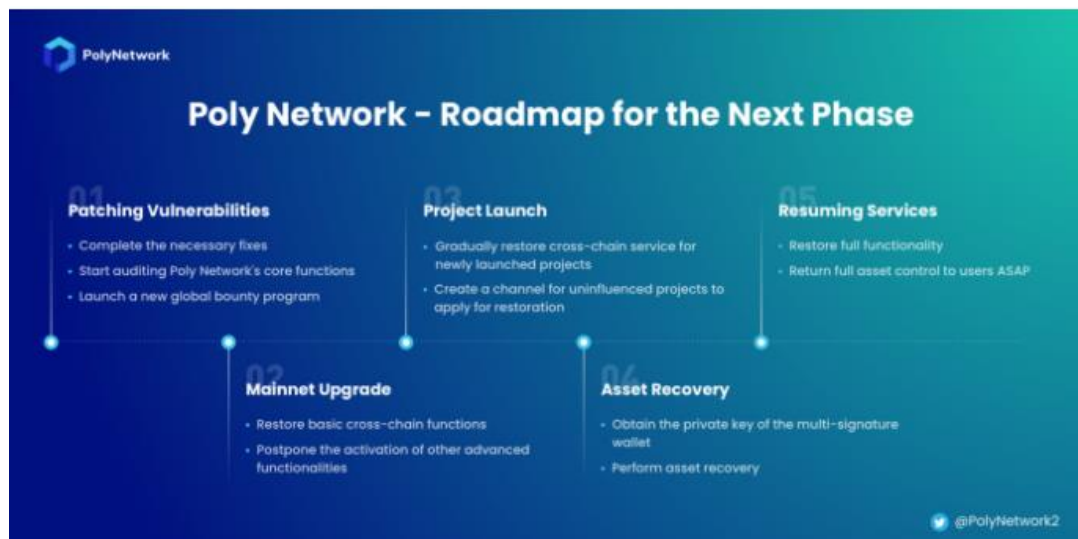 PolyNetwork
Poly Network - Roadmap for the Next Phase
01
Patching Vulnerabilities
• Complete the necessary fixes
• Start auditing Poly Network's core functions
• Launch a new global bounty program
02
Mainnet Upgrade
• Restore basic cross-chain functions
• Postpone the activation of other advanced
functionalities
03
Project Launch
• Gradually restore cross-chain service for
newly launched projects
• Create a channel for uninfluenced projects to
apply for restoration
04
Asset Recovery
• Obtain the private key of the multi-signature
wallet
• Perform asset recovery
05
Resuming Services
• Restore full functionality
• Return full asset control to users ASAP
@PolyNetwork2